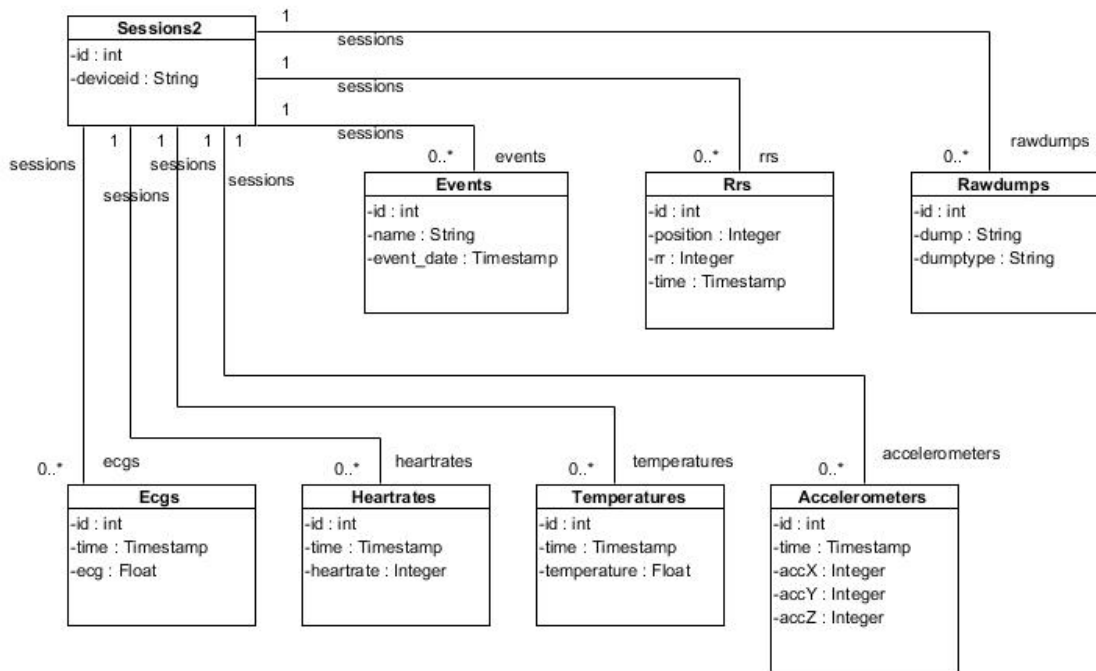 Sessions2
-id : int
-deviceid : String
1
sessions
1
sessions
1
sessions
sessions
1
sessions
1
sessions
1
1
sessions
0..*
events
0..*
rrs
0..*
rawdumps
Events
-id : int
-name : String
-event_date : Timestamp
Rrs
-id : int
-position : Integer
-rr : Integer
-time : Timestamp
Rawdumps
-id : int
-dump : String
-dumptype : String
0..*
ecgs
0..*
heartrates
0..*
temperatures
0..*
accelerometers
Ecgs
-id : int
-time : Timestamp
-ecg : Float
Heartrates
-id : int
-time : Timestamp
-heartrate : Integer
Temperatures
-id : int
-time : Timestamp
-temperature : Float
Accelerometers
-id : int
-time : Timestamp
-accX : Integer
-accY : Integer
-accZ : Integer